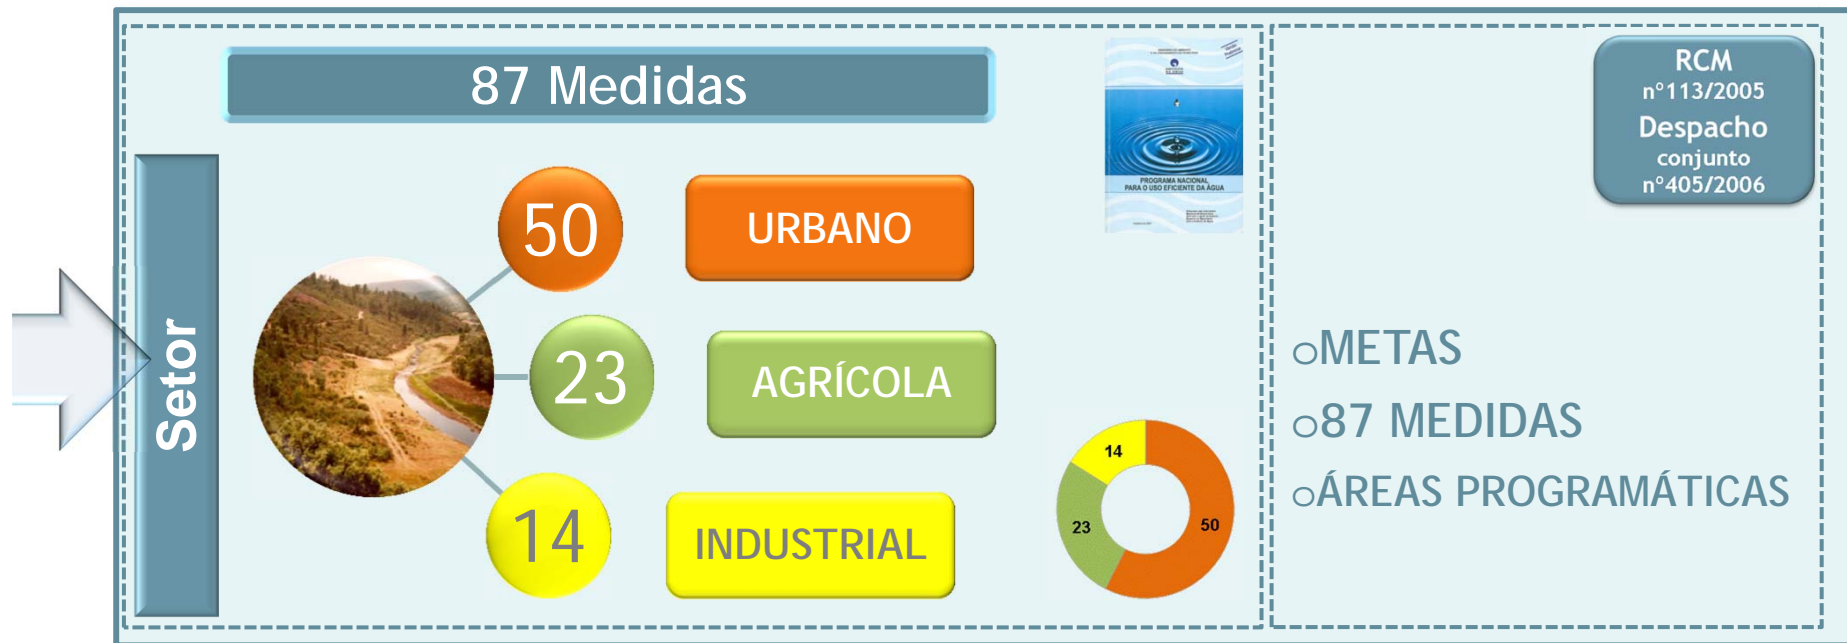 87 Medidas
Setor
50
URBANO
23
AGRÍCOLA
14
INDUSTRIAL
PROGRAMA NACIONAL
PARA O USO EFICIENTE DA ÁGUA
14
23
50
RCM
nº113/2005
Despacho
conjunto
nº405/2006
oMETAS
o87 MEDIDAS
oÁREAS PROGRAMÁTICAS